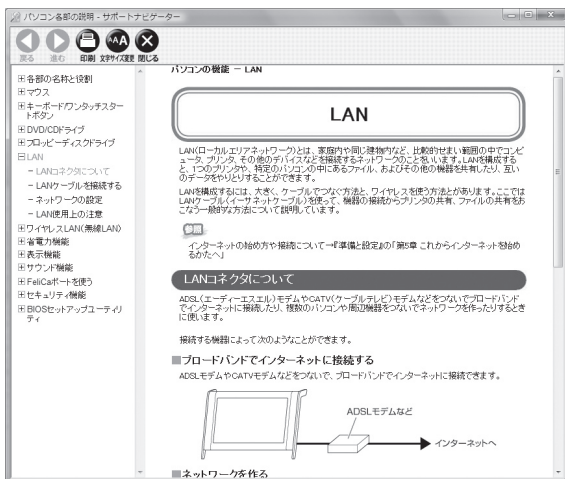 パソコン各部の説明 - サポートナビゲーター
戻る 進む 印刷 文字サイズ変更 閉じる
各部の名称と役割
マウス
キーボード/ワンタッチスター
トボタン
DVD/CDドライブ
フロッピーディスクドライブ
LAN
- LANコネクタについて
- LANケーブルを接続する
- ネットワークの設定
- LAN使用上の注意
ワイヤレスLAN(無線LAN)
省電力機能
表示機能
サウンド機能
FeliCaポートを使う
セキュリティ機能
BIOSセットアップユーティリ
ティ
パソコンの機能 - LAN
LAN
LAN(ローカルエリアネットワーク)とは、家庭内や同じ建物内など、比較的せまい範囲の中でコンピ
ュータ、プリンタ、その他のデバイスなどを接続するネットワークのことをいいます。LANを構成する
と、1つのプリンタや、特定のパソコンの中にあるファイル、およびその他の機器を共有したり、互い
のデータをやりとりすることができます。
LANを構成するには、大きく、ケーブルでつなぐ方法と、ワイヤレスを使う方法とがあります。ここでは
LANケーブル(イーサネットケーブル)を使って、機器の接続からプリンタの共有、ファイルの共有をお
こなう一般的な方法について説明しています。
参照
インターネットの始め方や接続について→『準備と設定』の「第5章 これからインターネットを始め
るかたへ」
LANコネクタについて
ADSL(エーディーエスエル)モデムやCATV(ケーブルテレビ)モデムなどをつないでブロードバンド
でインターネットに接続したり、複数のパソコンや周辺機器をつないでネットワークを作ったりするとき
に使います。
接続する機器によって次のようなことができます。
■ブロードバンドでインターネットに接続する
ADSLモデムやCATVモデムなどをつないで、ブロードバンドでインターネットに接続できます。
ADSLモデムなど
インターネットへ
■ネットワークを作る